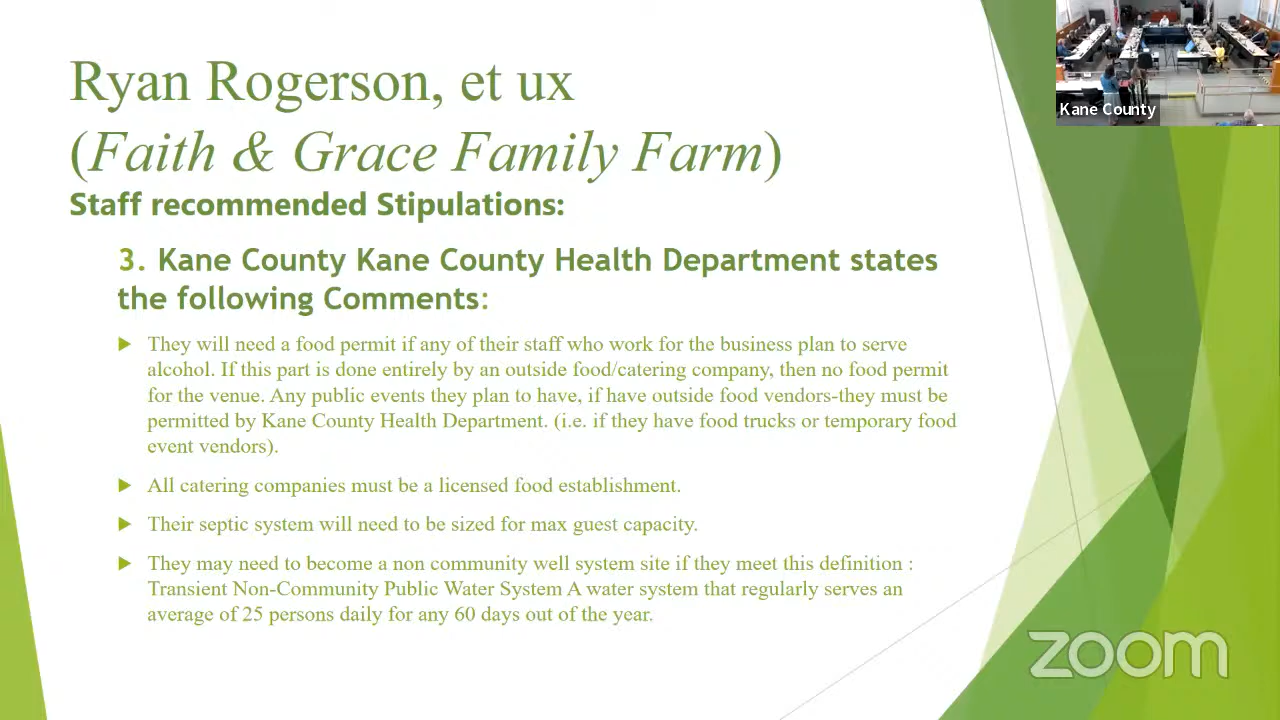 Ryan Rogerson, et ux
(Faith & Grace Family Farm)
Staff recommended Stipulations:
3. Kane County Kane County Health Department states
the following Comments:
They will need a food permit if any of their staff who work for the business plan to serve
alcohol. If this part is done entirely by an outside food/catering company, then no food permit
for the venue. Any public events they plan to have, if have outside food vendors-they must be
permitted by Kane County Health Department. (i.e. if they have food trucks or temporary food
event vendors).
All catering companies must be a licensed food establishment.
Their septic system will need to be sized for max guest capacity.
They may need to become a non community well system site if they meet this definition :
Transient Non-Community Public Water System A water system that regularly serves an
average of 25 persons daily for any 60 days out of the year.
Kane County
zoom